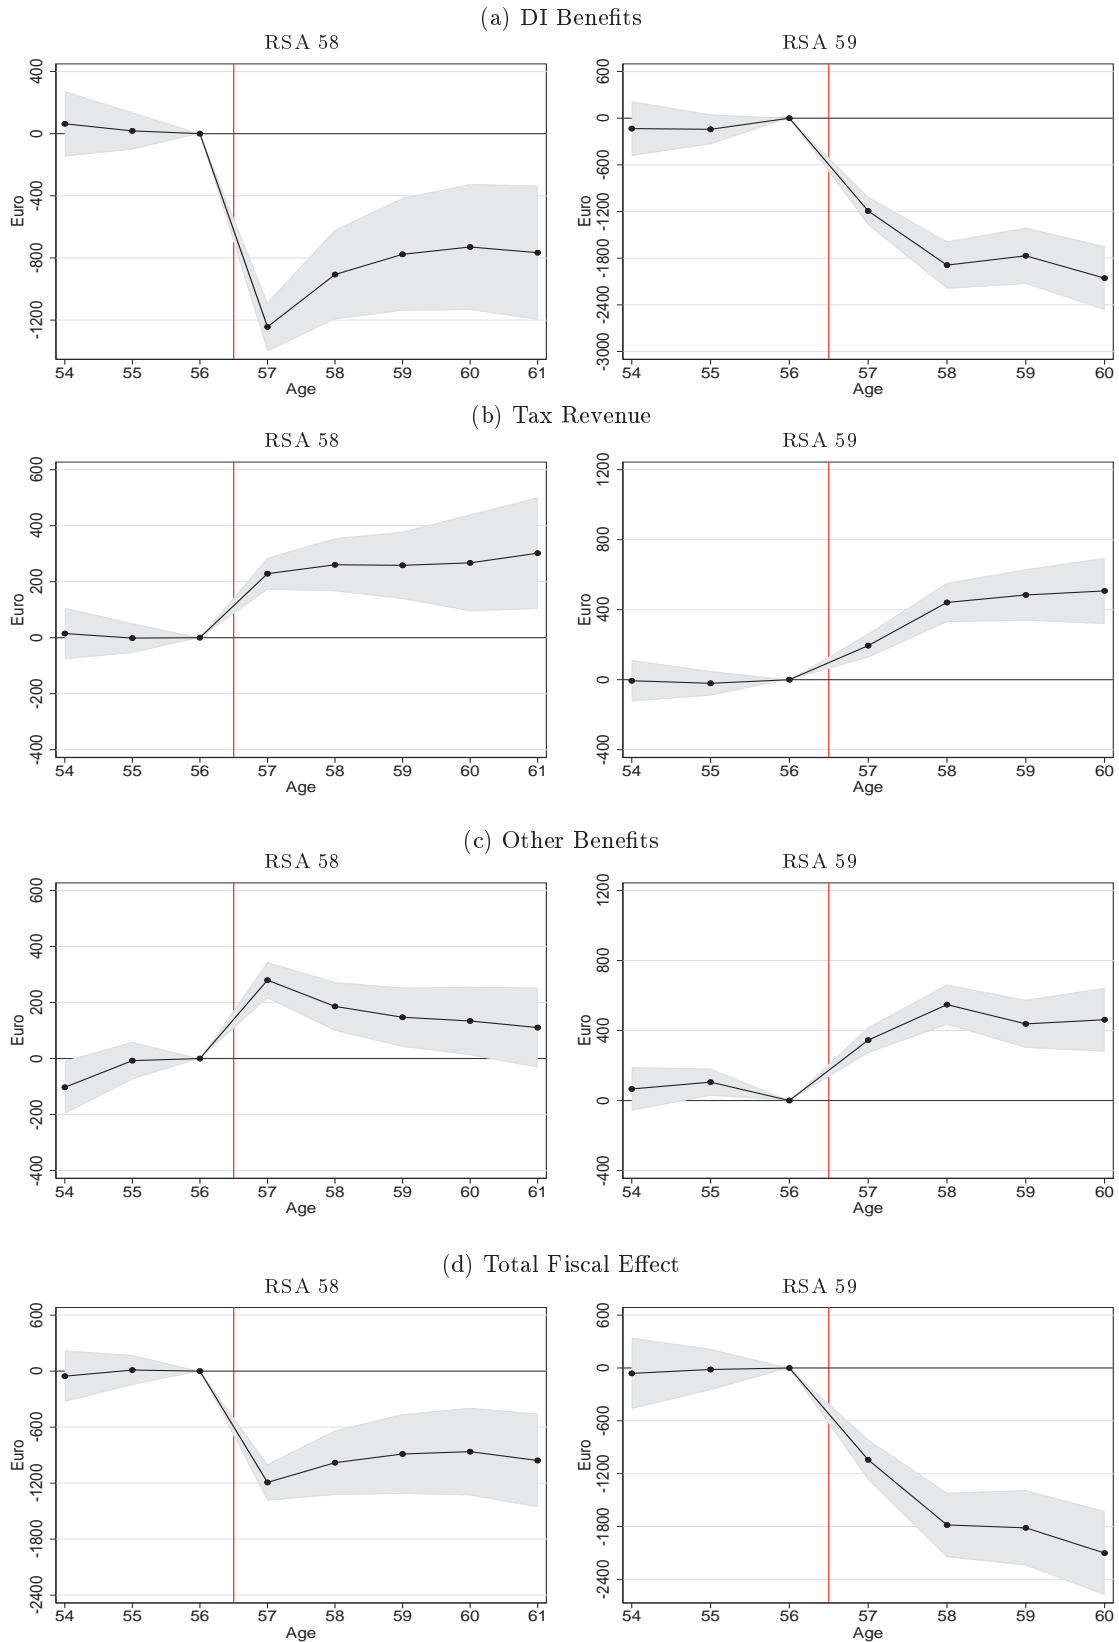 (a) DI Benefits
RSA 58
RSA 59
Euro
400
0
-400
-800
-1200
54 55 56 57 58 59 60 61
Age
Euro
600
0
-600
-1200
-1800
-2400
-3000
54 55 56 57 58 59 60
Age
(b) Tax Revenue
RSA 58
RSA 59
Euro
600
400
200
0
-200
-400
54 55 56 57 58 59 60 61
Age
Euro
1200
800
400
0
-400
54 55 56 57 58 59 60
Age
(c) Other Benefits
RSA 58
RSA 59
Euro
600
400
200
0
-200
-400
54 55 56 57 58 59 60 61
Age
Euro
1200
800
400
0
-400
54 55 56 57 58 59 60
Age
(d) Total Fiscal Effect
RSA 58
RSA 59
Euro
600
0
-600
-1200
-1800
-2400
54 55 56 57 58 59 60 61
Age
Euro
600
0
-600
-1200
-1800
-2400
54 55 56 57 58 59 60
Age